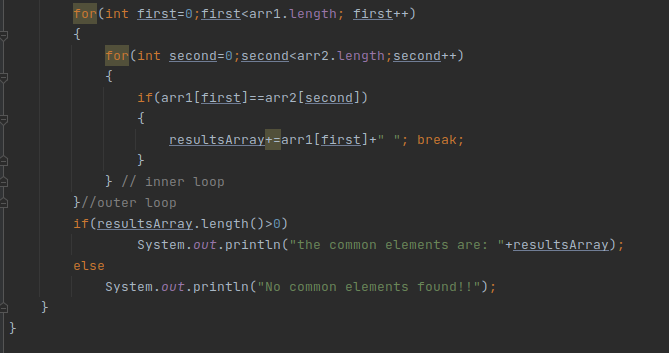 for(int first=0;first<arr1.length; first++)
{
for(int second=0;second<arr2.length;second++)
{
if(arr1[first]==arr2[second])
{
resultsArray+=arr1[first]+" "; break;
}
} // inner loop
}//outer loop
if(resultsArray.length()>0)
System.out.println("the common elements are: "+resultsArray);
else
System.out.println("No common elements found!!");
}
}